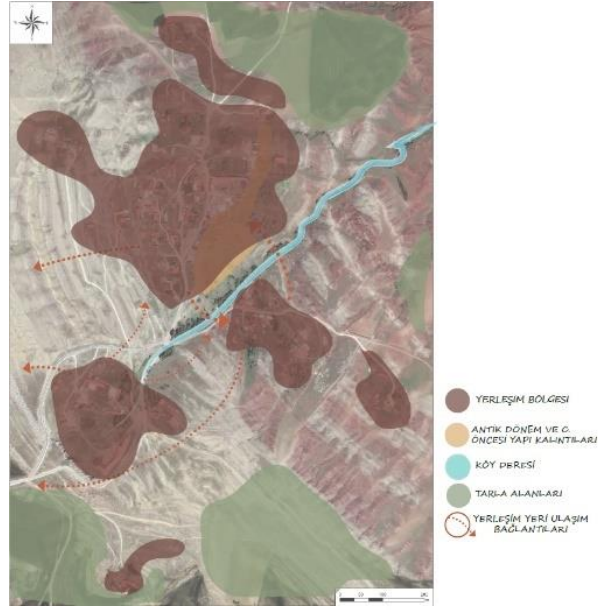 YERLEŞİM BÖLGESİ
ANTİK DÖNEM VE O.
ÖNCESİ YAPI KALINTILARI
KÖY DERESİ
TARLA ALANLARI
YERLEŞİM YERİ ULAŞIM
BAĞLANTILARI